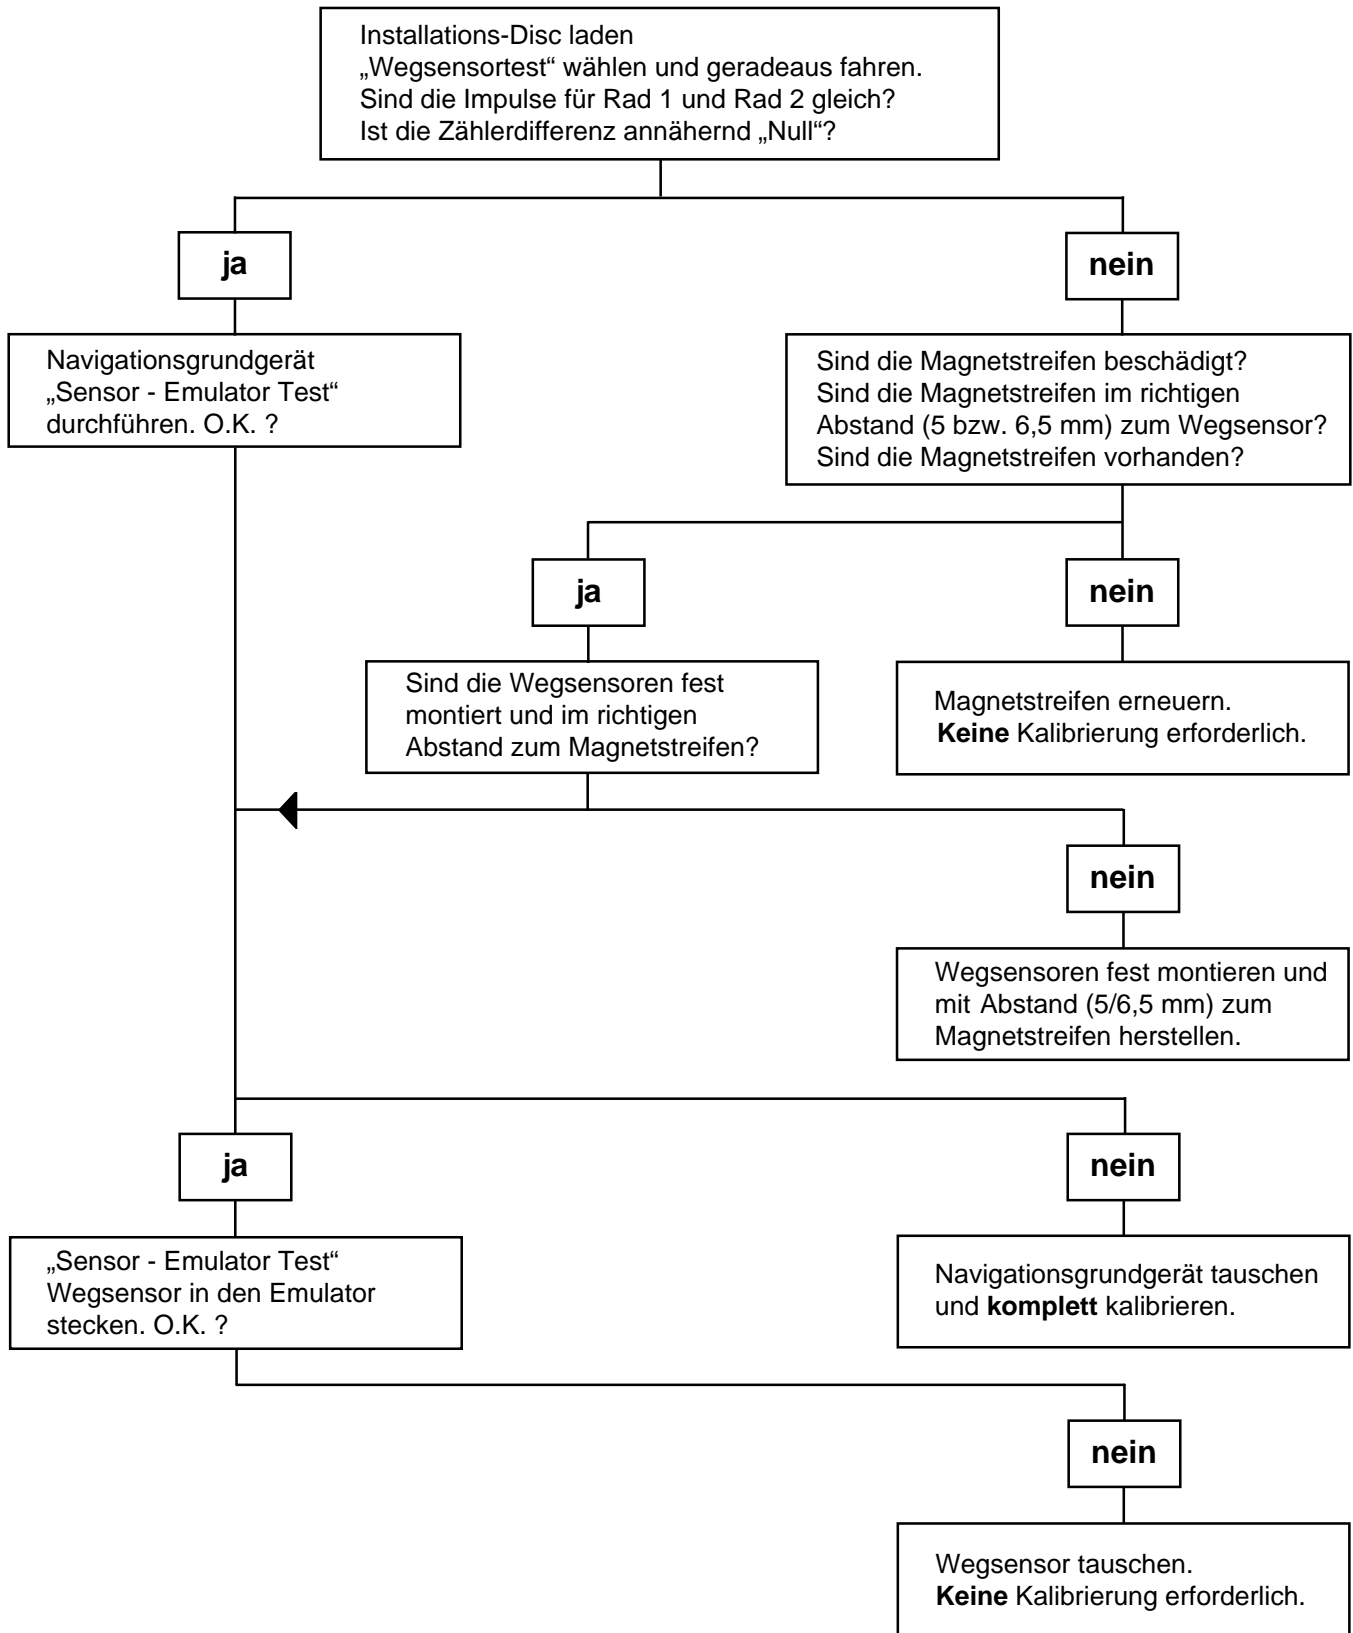 Installations-Disc laden
„Wegsensortest“ wählen und geradeaus fahren.
Sind die Impulse für Rad 1 und Rad 2 gleich?
Ist die Zählerdifferenz annähernd „Null“?
ja
nein
Navigationsgrundgerät
„Sensor - Emulator Test“
durchführen. O.K. ?
Sind die Magnetstreifen beschädigt?
Sind die Magnetstreifen im richtigen
Abstand (5 bzw. 6,5 mm) zum Wegsensor?
Sind die Magnetstreifen vorhanden?
ja
nein
Sind die Wegsensoren fest
montiert und im richtigen
Abstand zum Magnetstreifen?
Magnetstreifen erneuern.
Keine Kalibrierung erforderlich.
nein
Wegsensoren fest montieren und
mit Abstand (5/6,5 mm) zum
Magnetstreifen herstellen.
ja
nein
„Sensor - Emulator Test“
Wegsensor in den Emulator
stecken. O.K. ?
Navigationsgrundgerät tauschen
und komplett kalibrieren.
nein
Wegsensor tauschen.
Keine Kalibrierung erforderlich.